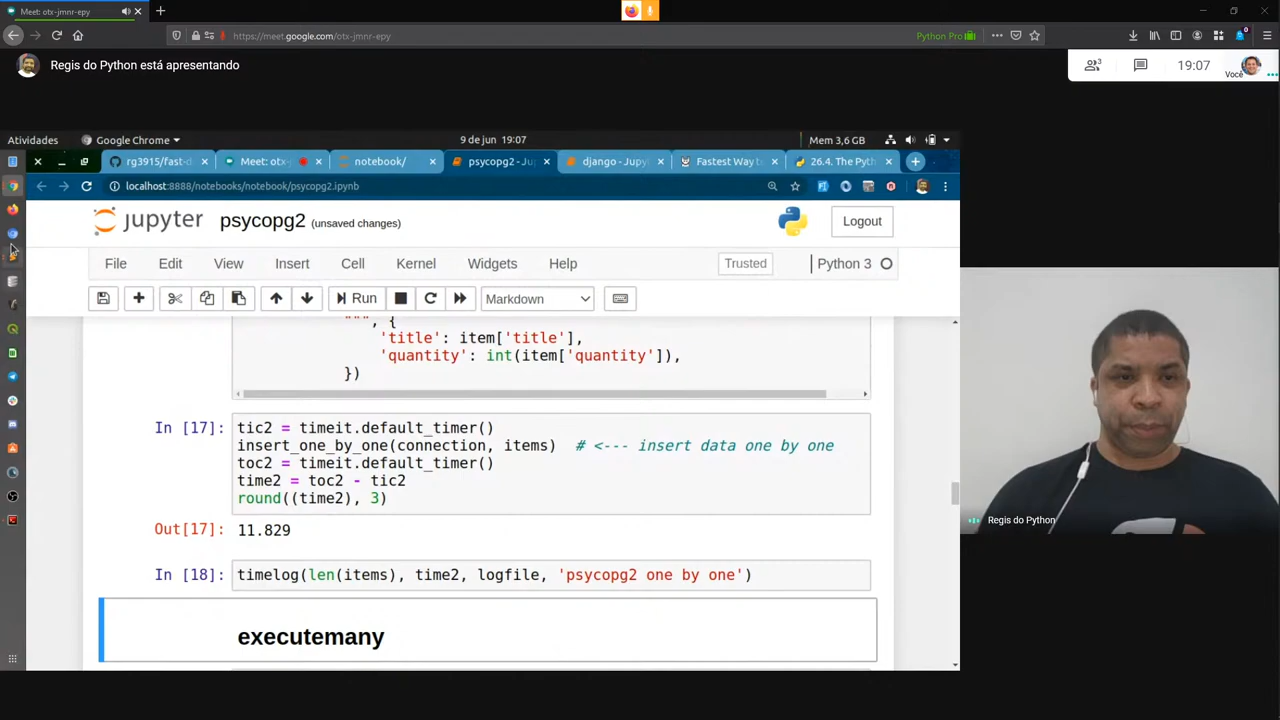 Meet: otx-jmnr-epy
https://meet.google.com/otx-jmnr-epy
Python Pro
Regis do Python está apresentando
3
19:07
Você
Atividades
Google Chrome
9 de jun 19:07
Mem 3,6 GB
rg3915/fast-d
Meet: otx-
notebook/
psycopg2 - Ju
django - Jupyt
Fastest Way to
26.4. The Pyth
localhost:8888/notebooks/notebook/psycopg2.ipynb
jupyter psycopg2 (unsaved changes)
Logout
File Edit View Insert Cell Kernel Widgets Help
Trusted
Python 3
Run
Markdown
""", {
'title': item['title'],
'quantity': int(item['quantity']),
})
In [17]:
tic2 = timeit.default_timer()
insert_one_by_one(connection, items)  # <--- insert data one by one
toc2 = timeit.default_timer()
time2 = toc2 - tic2
round((time2), 3)
Out[17]: 11.829
In [18]: timelog(len(items), time2, logfile, 'psycopg2 one by one')
executemany
Regis do Python